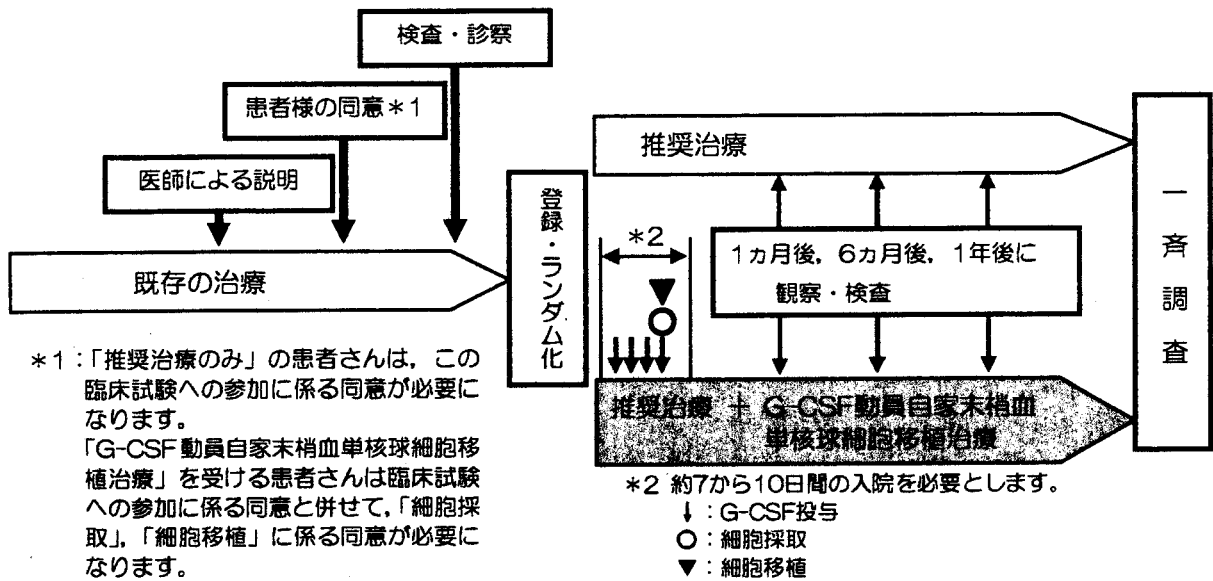 検査・診察
患者様の同意＊1
医師による説明
既存の治療
登録・ランダム化
推奨治療
＊2
1ヵ月後，6ヵ月後，1年後に
観察・検査
推奨治療 ＋ G-CSF動員自家末梢血
単核球細胞移植治療
一斉調査
＊1：「推奨治療のみ」の患者さんは，この
臨床試験への参加に係る同意が必要に
なります。
「G-CSF動員自家末梢血単核球細胞移
植治療」を受ける患者さんは臨床試験
への参加に係る同意と併せて，「細胞採
取」，「細胞移植」に係る同意が必要に
なります。
＊2 約7から10日間の入院を必要とします。
↓：G-CSF投与
○：細胞採取
▼：細胞移植